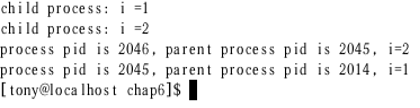 child process: i =1
child process: i =2
process pid is 2046, parent process pid is 2045, i=2
process pid is 2045, parent process pid is 2014, i=1
[tony@localhost chap6]$